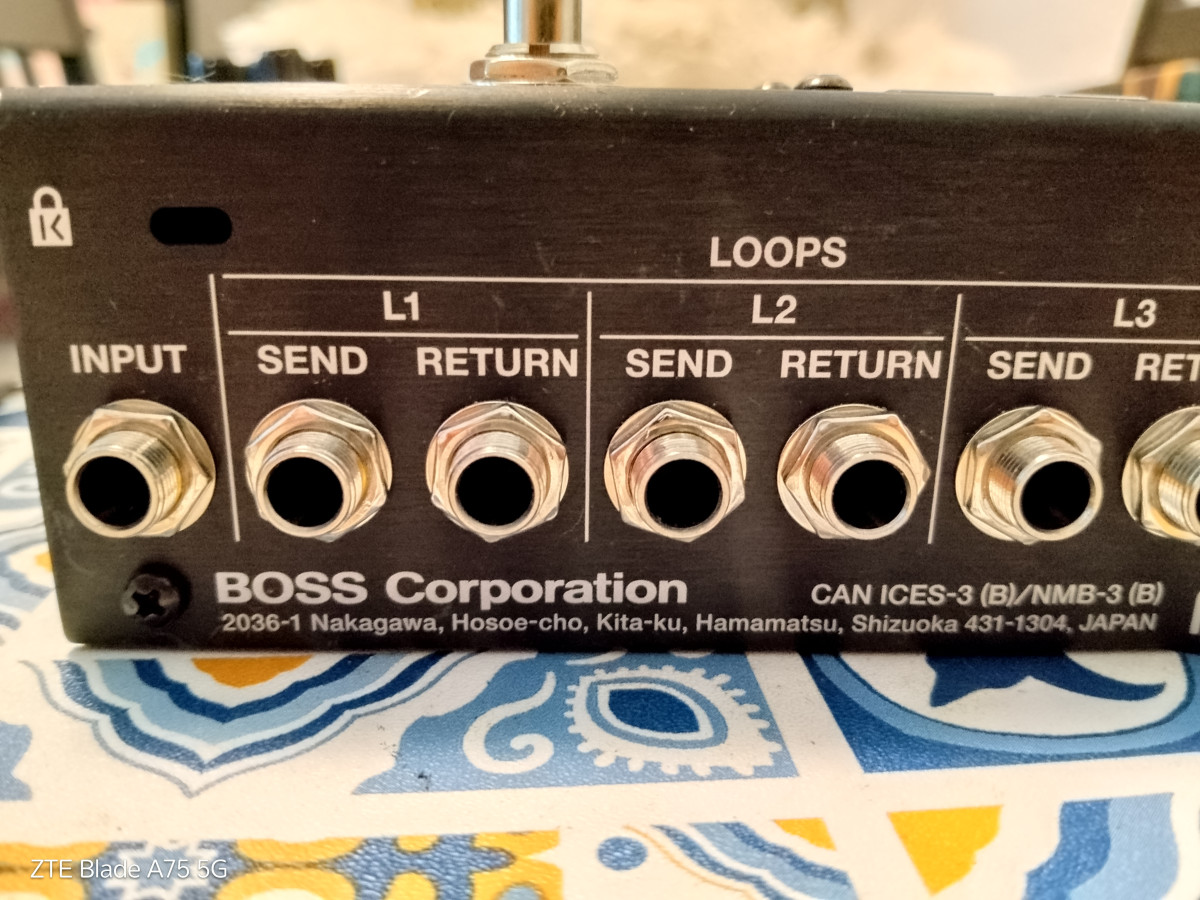 LOOPS
L1
L2
L3
INPUT
SEND
RETURN
SEND
RETURN
SEND
RET
BOSS Corporation
CAN ICES-3 (B)/NMB-3 (B)
2036-1 Nakagawa, Hosoe-cho, Kita-ku, Hamamatsu, Shizuoka 431-1304, JAPAN
ZTE Blade A75 5G